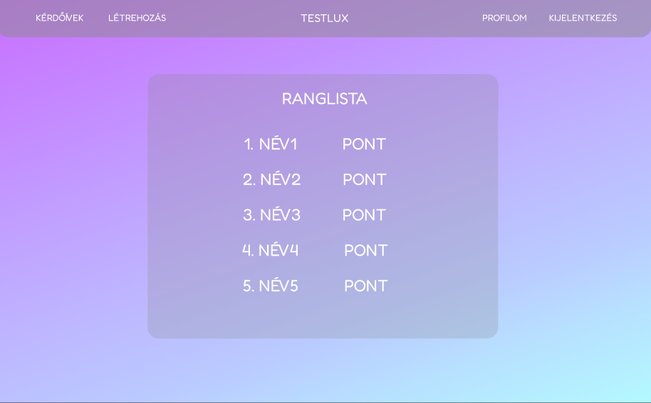 KÉRDŐÍVEK LÉTREHOZÁS TESTLUX PROFILOM KIJELENTKEZÉS
RANGLISTA
1. NÉV1 PONT
2. NÉV2 PONT
3. NÉV3 PONT
4. NÉV4 PONT
5. NÉV5 PONT